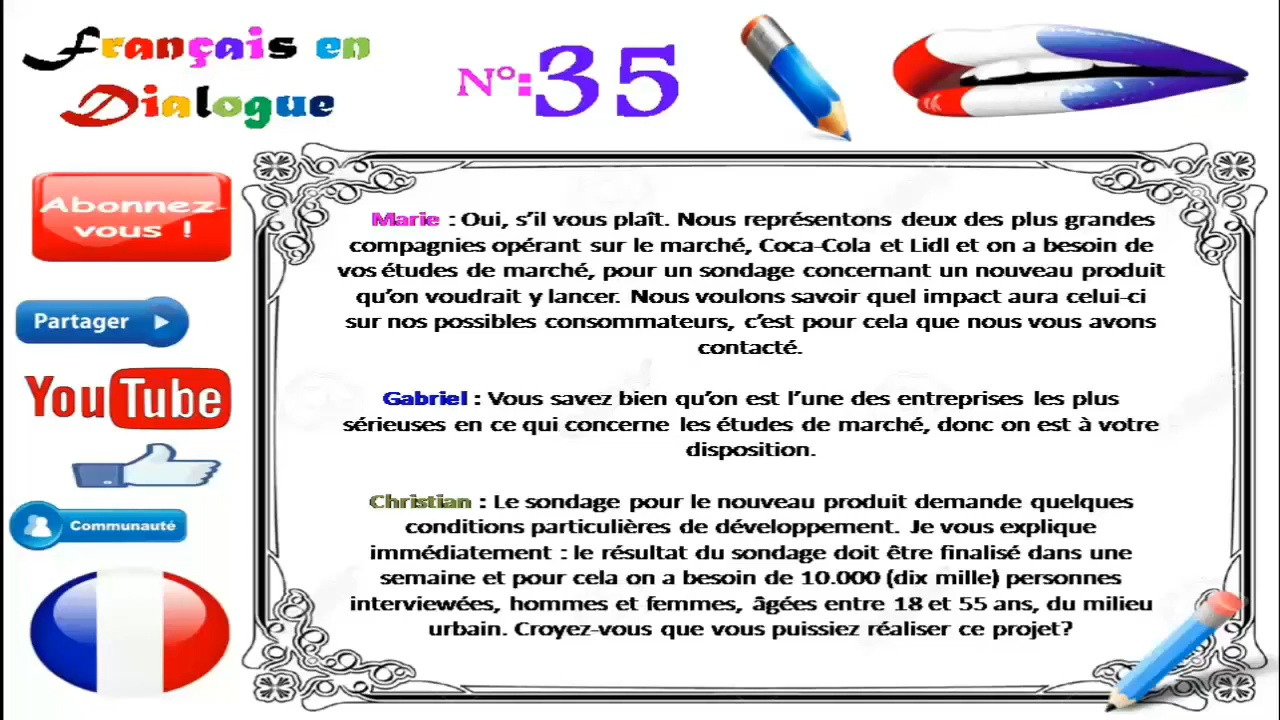 Français en
Dialogue
N°:35
Abonnez-
vous !
Partager
YouTube
Communauté
Marie : Oui, s'il vous plaît. Nous représentons deux des plus grandes
compagnies opérant sur le marché, Coca-Cola et Lidl et on a besoin de
vos études de marché, pour un sondage concernant un nouveau produit
qu'on voudrait y lancer. Nous voulons savoir quel impact aura celui-ci
sur nos possibles consommateurs, c'est pour cela que nous vous avons
contacté.
Gabriel : Vous savez bien qu'on est l'une des entreprises les plus
sérieuses en ce qui concerne les études de marché, donc on est à votre
disposition.
Christian : Le sondage pour le nouveau produit demande quelques
conditions particulières de développement. Je vous explique
immédiatement : le résultat du sondage doit être finalisé dans une
semaine et pour cela on a besoin de 10.000 (dix mille) personnes
interviewées, hommes et femmes, âgées entre 18 et 55 ans, du milieu
urbain. Croyez-vous que vous puissiez réaliser ce projet?